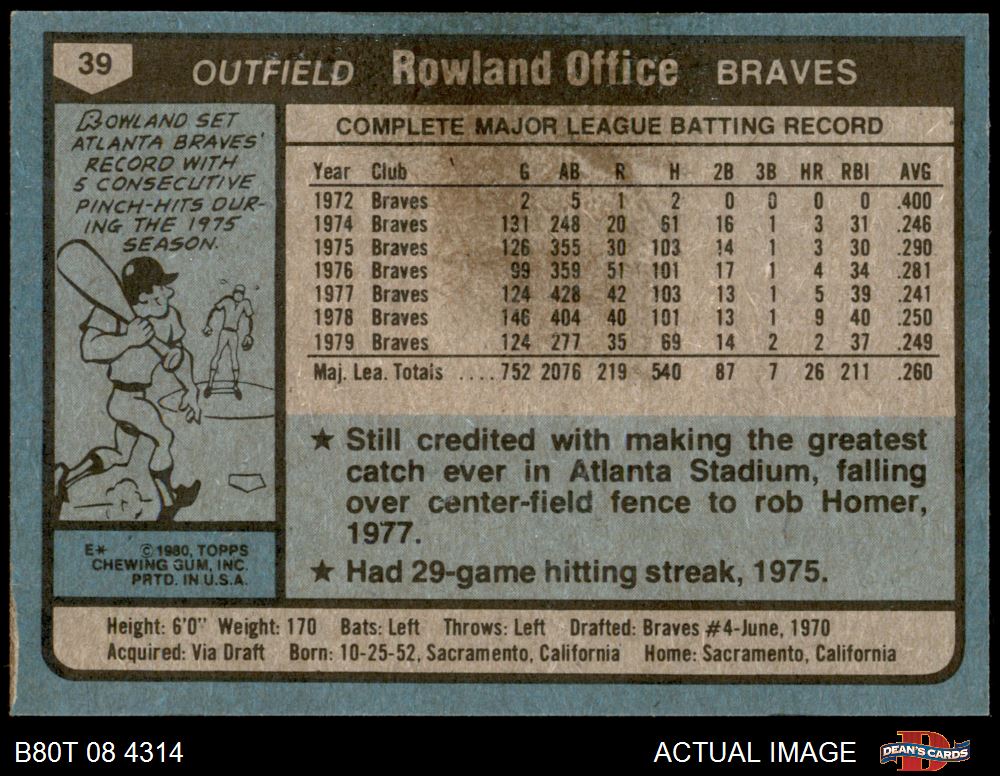 39
OUTFIELD Rowland Office BRAVES
ROWLAND SET
ATLANTA BRAVES'
RECORD WITH
5 CONSECUTIVE
PINCH-HITS DUR-
ING THE 1975
SEASON.
COMPLETE MAJOR LEAGUE BATTING RECORD
Year Club G AB R H 2B 3B HR RBI AVG
1972 Braves 2 5 1 2 0 0 0 0 .400
1974 Braves 131 248 20 61 16 1 3 31 .246
1975 Braves 126 355 30 103 14 1 3 30 .290
1976 Braves 99 359 51 101 17 1 4 34 .281
1977 Braves 124 428 42 103 13 1 5 39 .241
1978 Braves 146 404 40 101 13 1 9 40 .250
1979 Braves 124 277 35 69 14 2 2 37 .249
Maj. Lea. Totals ....752 2076 219 540 87 7 26 211 .260
★ Still credited with making the greatest
catch ever in Atlanta Stadium, falling
over center-field fence to rob Homer,
1977.
★ Had 29-game hitting streak, 1975.
E* © 1980, TOPPS
CHEWING GUM, INC.
PRTD. IN U.S.A.
Height: 6'0" Weight: 170 Bats: Left Throws: Left Drafted: Braves #4-June, 1970
Acquired: Via Draft Born: 10-25-52, Sacramento, California Home: Sacramento, California
B80T 08 4314
ACTUAL IMAGE
DEAN'S CARDS